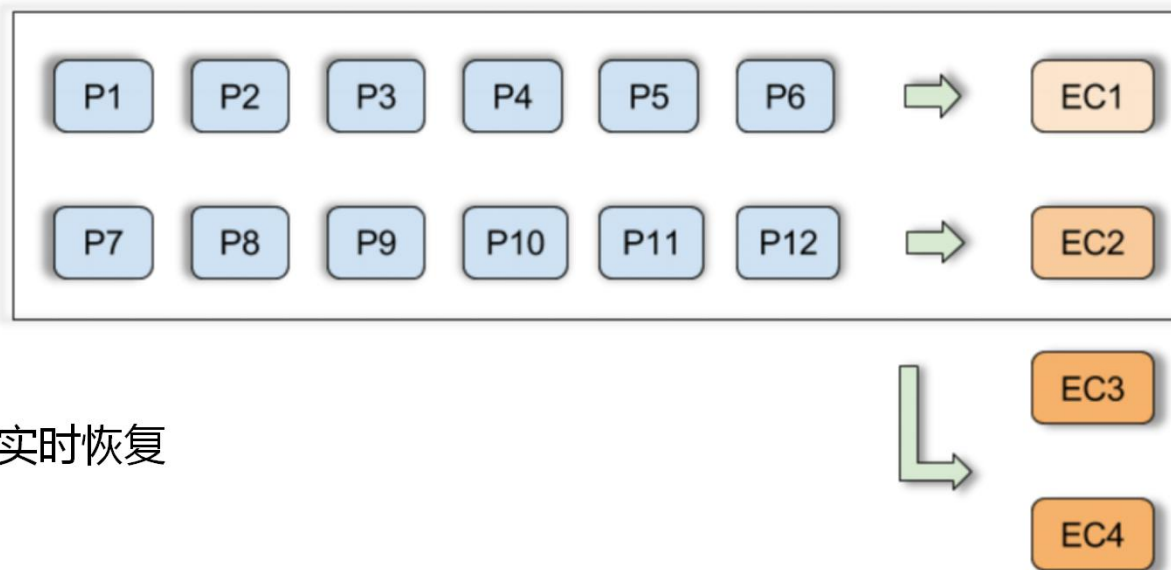 P1 P2 P3 P4 P5 P6 EC1
P7 P8 P9 P10 P11 P12 EC2
EC3
实时恢复
EC4